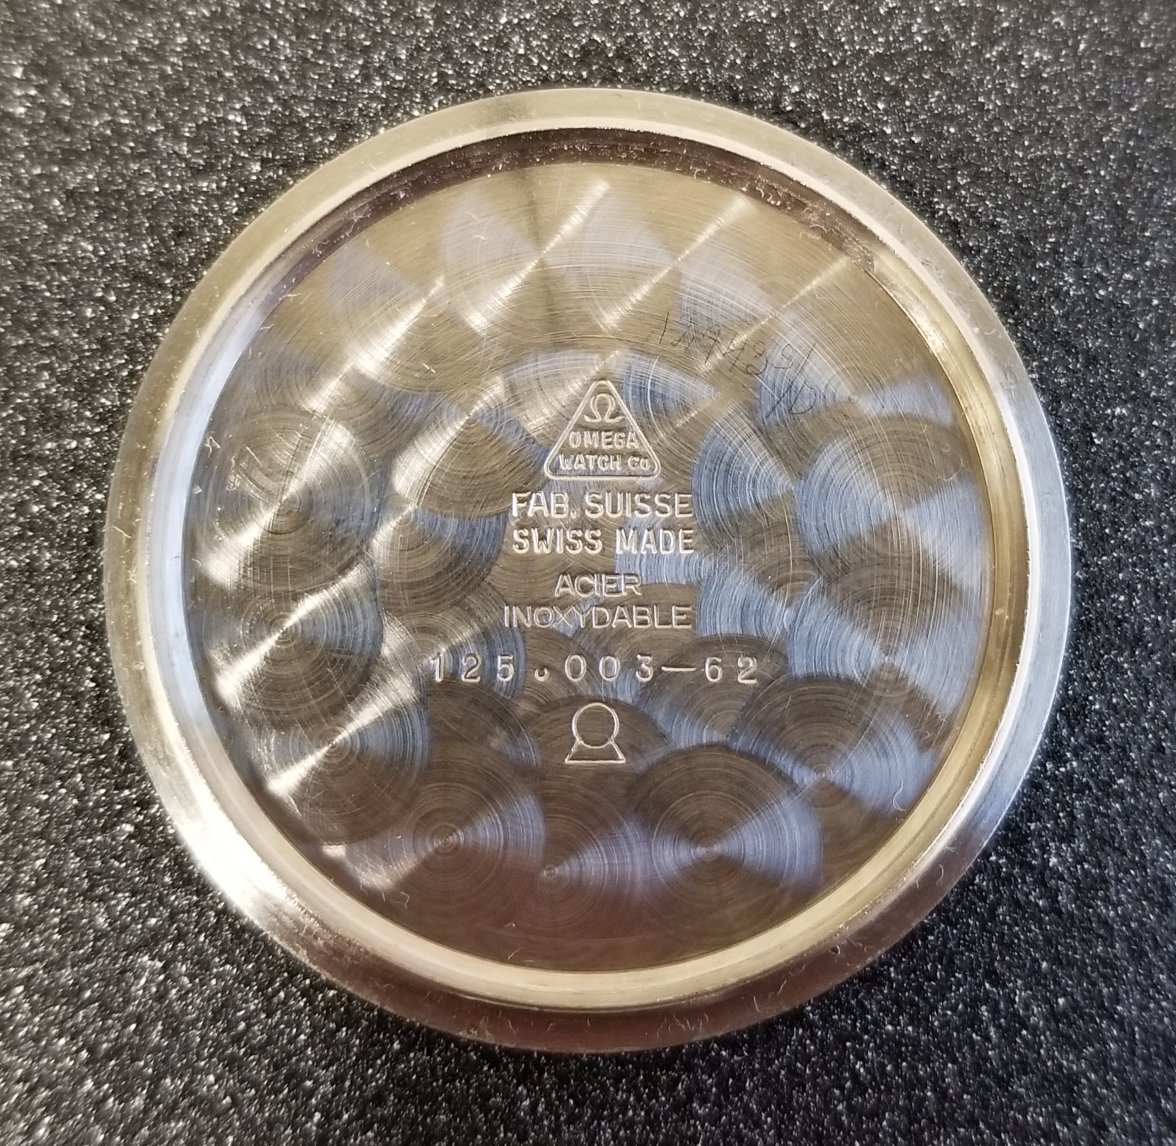 Ω
OMEGA
WATCH CO
FAB. SUISSE
SWISS MADE
ACIER
INOXYDABLE
125.003-62